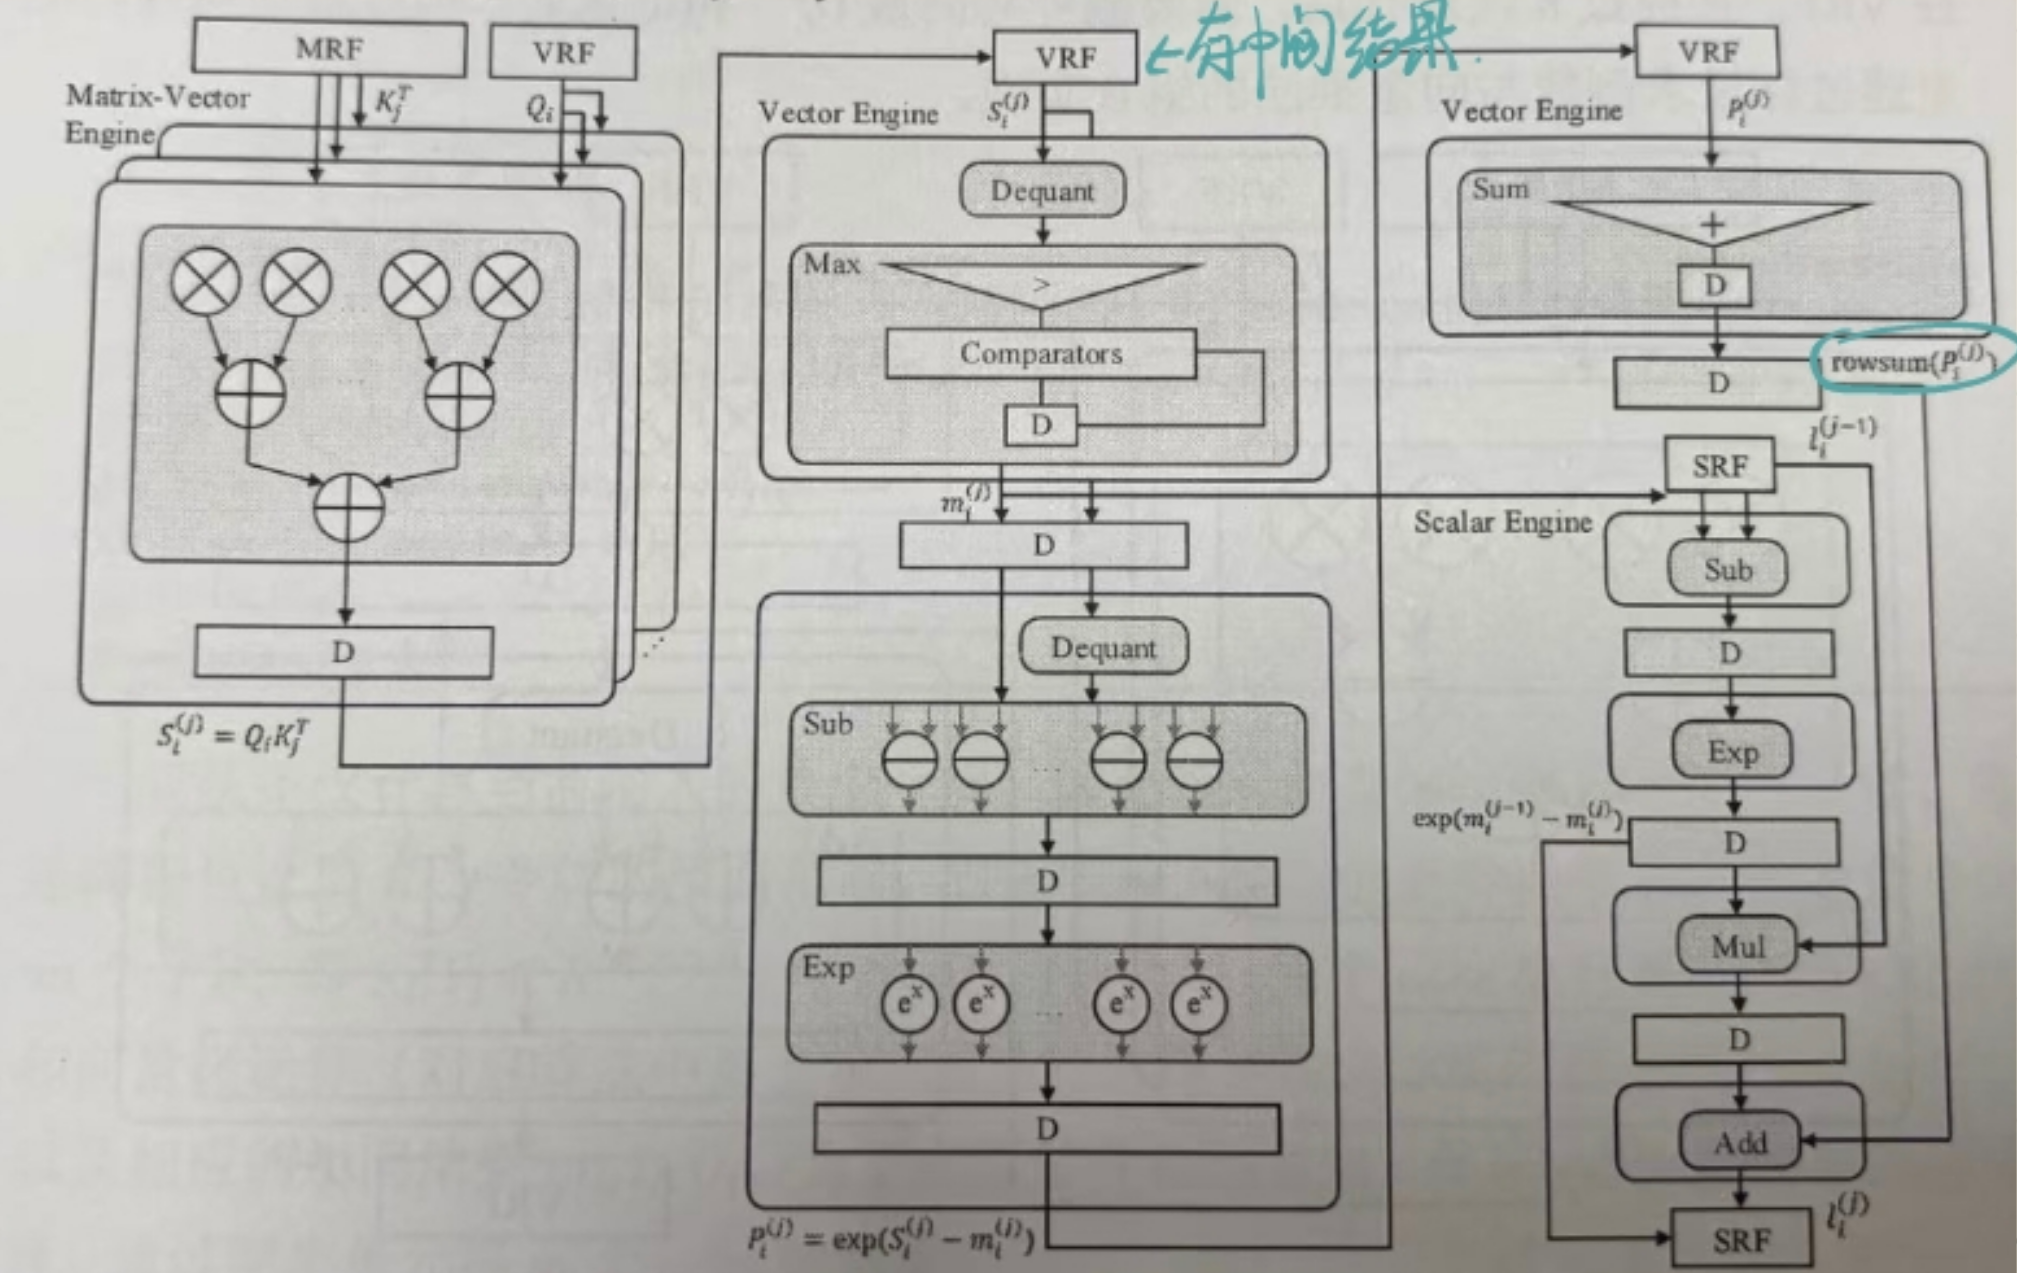 MRF
VRF
Matrix-Vector
Engine
K_j^T
Q_i
D
S_i^{(j)} = Q_i K_j^T
VRF
←有中间结果.
Vector Engine
S_i^{(j)}
Dequant
Max
>
Comparators
D
m_i^{(j)}
D
Dequant
Sub
...
D
Exp
e^x
e^x
...
e^x
e^x
D
P_i^{(j)} = exp(S_i^{(j)} − m_i^{(j)})
VRF
Vector Engine
P_i^{(j)}
Sum
+
D
D
rowsum(P_i^{(j)})
l_i^{(j−1)}
SRF
Scalar Engine
Sub
D
Exp
exp(m_i^{(j−1)} − m_i^{(j)})
D
Mul
D
Add
SRF
l_i^{(j)}